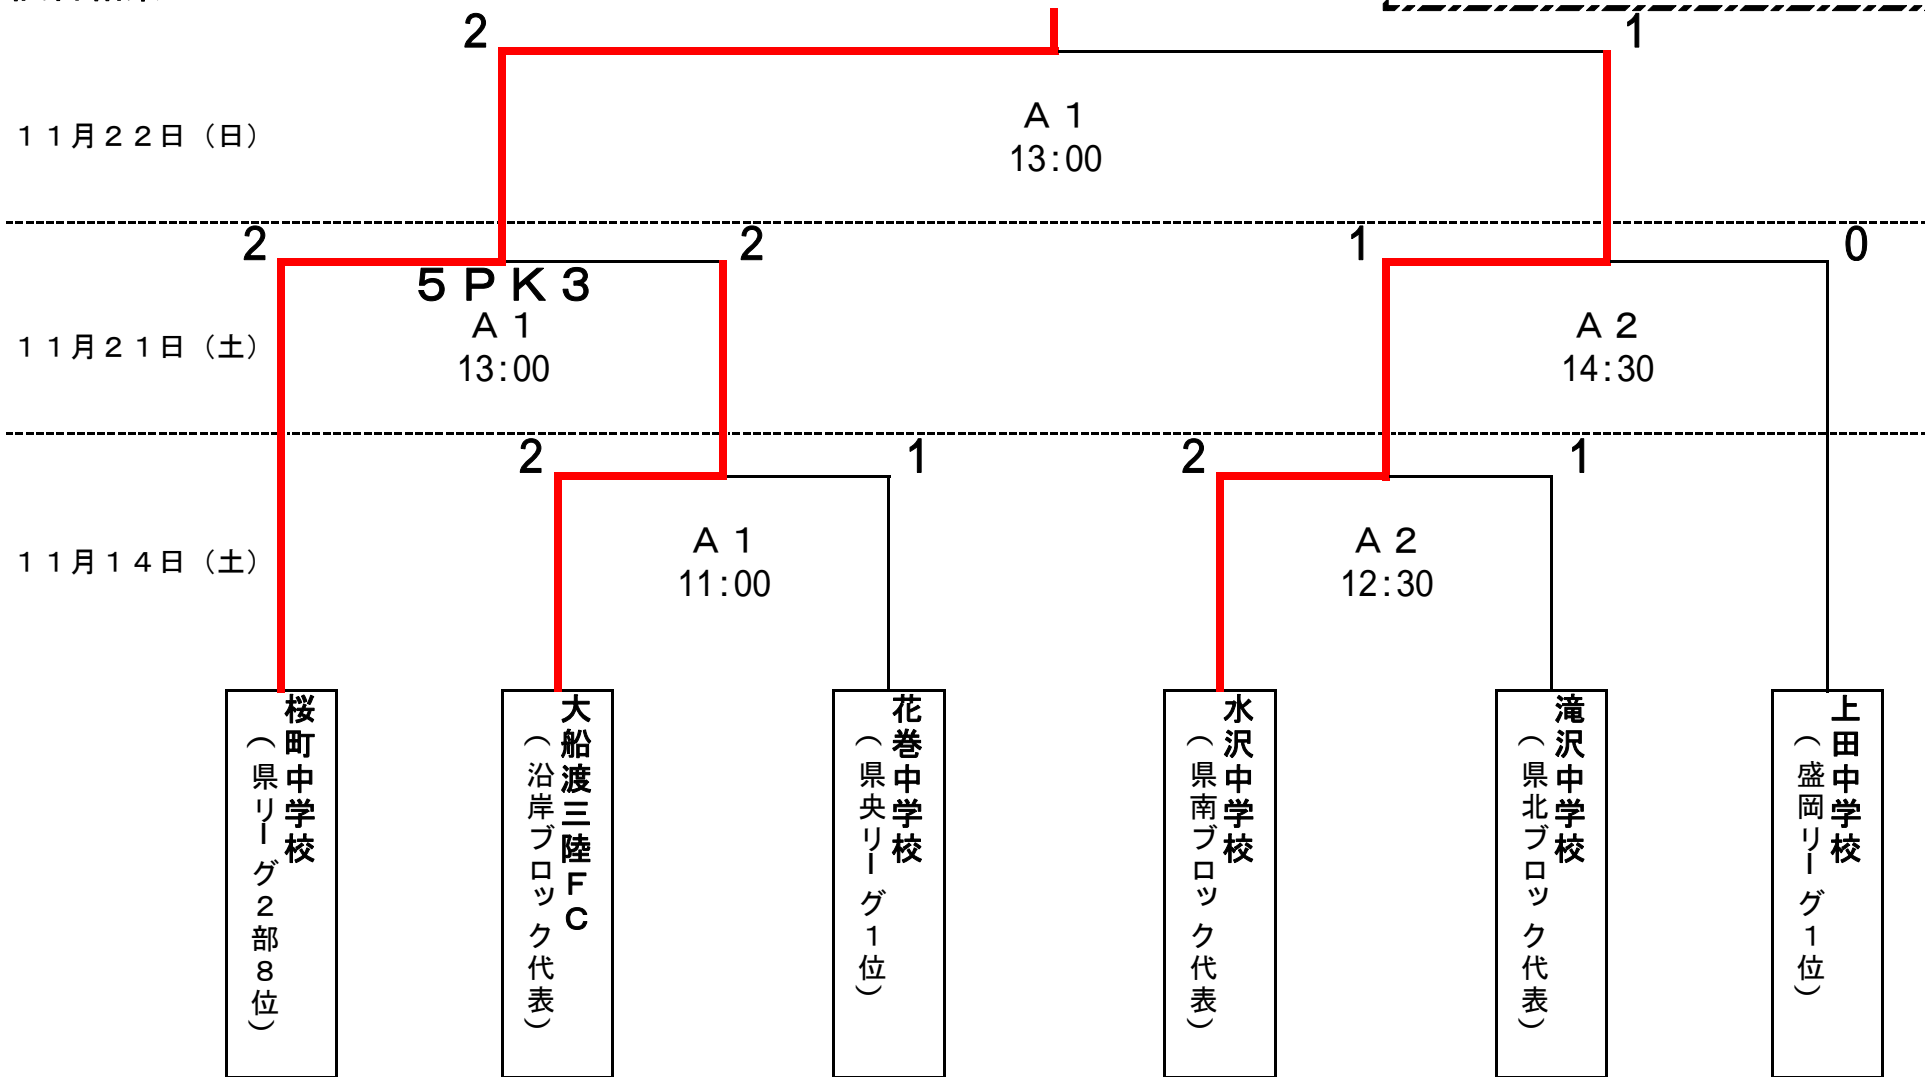 2
1
１１月２２日（日）
Ａ１
13:00
2
2
1
0
５ＰＫ３
１１月２１日（土）
Ａ１
13:00
Ａ２
14:30
2
1
2
1
１１月１４日（土）
Ａ１
11:00
Ａ２
12:30
桜町中学校
（県リーグ２部８位）
大船渡三陸ＦＣ
（沿岸ブロック代表）
花巻中学校
（県央リーグ１位）
水沢中学校
（県南ブロック代表）
滝沢中学校
（県北ブロック代表）
上田中学校
（盛岡リーグ１位）